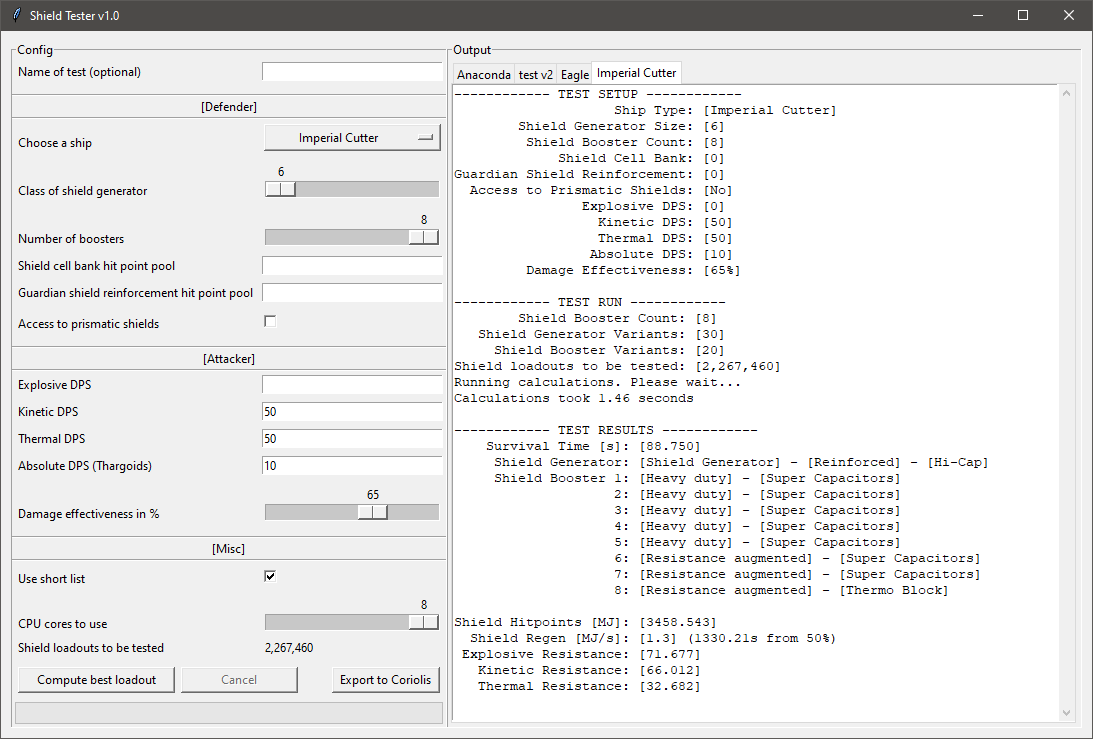 Shield Tester v1.0
Config
Name of test (optional)
[Defender]
Choose a ship
Imperial Cutter
6
Class of shield generator
8
Number of boosters
Shield cell bank hit point pool
Guardian shield reinforcement hit point pool
Access to prismatic shields
[Attacker]
Explosive DPS
Kinetic DPS
50
Thermal DPS
50
Absolute DPS (Thargoids)
10
65
Damage effectiveness in %
[Misc]
Use short list
8
CPU cores to use
Shield loadouts to be tested
2,267,460
Compute best loadout
Cancel
Export to Coriolis
Output
Anaconda
test v2
Eagle
Imperial Cutter
------------ TEST SETUP ------------
Ship Type: [Imperial Cutter]
Shield Generator Size: [6]
Shield Booster Count: [8]
Shield Cell Bank: [0]
Guardian Shield Reinforcement: [0]
Access to Prismatic Shields: [No]
Explosive DPS: [0]
Kinetic DPS: [50]
Thermal DPS: [50]
Absolute DPS: [10]
Damage Effectiveness: [65%]
------------ TEST RUN ------------
Shield Booster Count: [8]
Shield Generator Variants: [30]
Shield Booster Variants: [20]
Shield loadouts to be tested: [2,267,460]
Running calculations. Please wait...
Calculations took 1.46 seconds
------------ TEST RESULTS ------------
Survival Time [s]: [88.750]
Shield Generator: [Shield Generator] - [Reinforced] - [Hi-Cap]
Shield Booster 1: [Heavy duty] - [Super Capacitors]
2: [Heavy duty] - [Super Capacitors]
3: [Heavy duty] - [Super Capacitors]
4: [Heavy duty] - [Super Capacitors]
5: [Heavy duty] - [Super Capacitors]
6: [Resistance augmented] - [Super Capacitors]
7: [Resistance augmented] - [Super Capacitors]
8: [Resistance augmented] - [Thermo Block]
Shield Hitpoints [MJ]: [3458.543]
Shield Regen [MJ/s]: [1.3] (1330.21s from 50%)
Explosive Resistance: [71.677]
Kinetic Resistance: [66.012]
Thermal Resistance: [32.682]